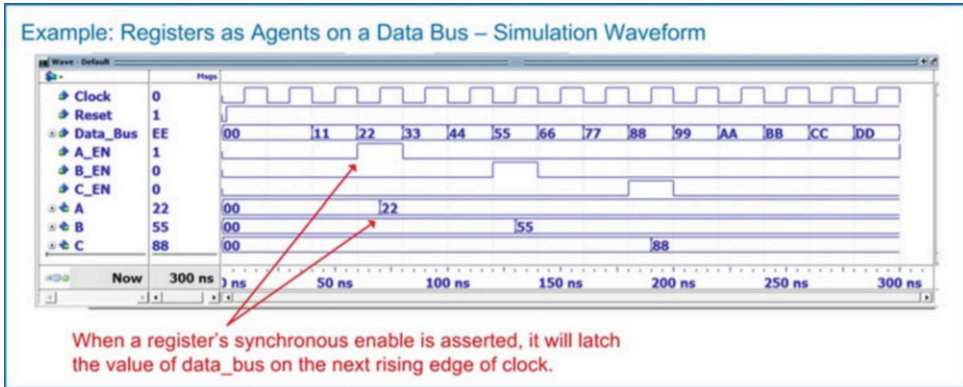 Example: Registers as Agents on a Data Bus – Simulation Waveform
Wave - Default
Msgs
Clock 0
Reset 1
Data_Bus EE 00 11 22 33 44 55 66 77 88 99 AA BB CC DD
A_EN 1
B_EN 0
C_EN 0
A 22 00 22
B 55 00 55
C 88 00 88
Now 300 ns ns 50 ns 100 ns 150 ns 200 ns 250 ns 300 ns
When a register's synchronous enable is asserted, it will latch
the value of data_bus on the next rising edge of clock.